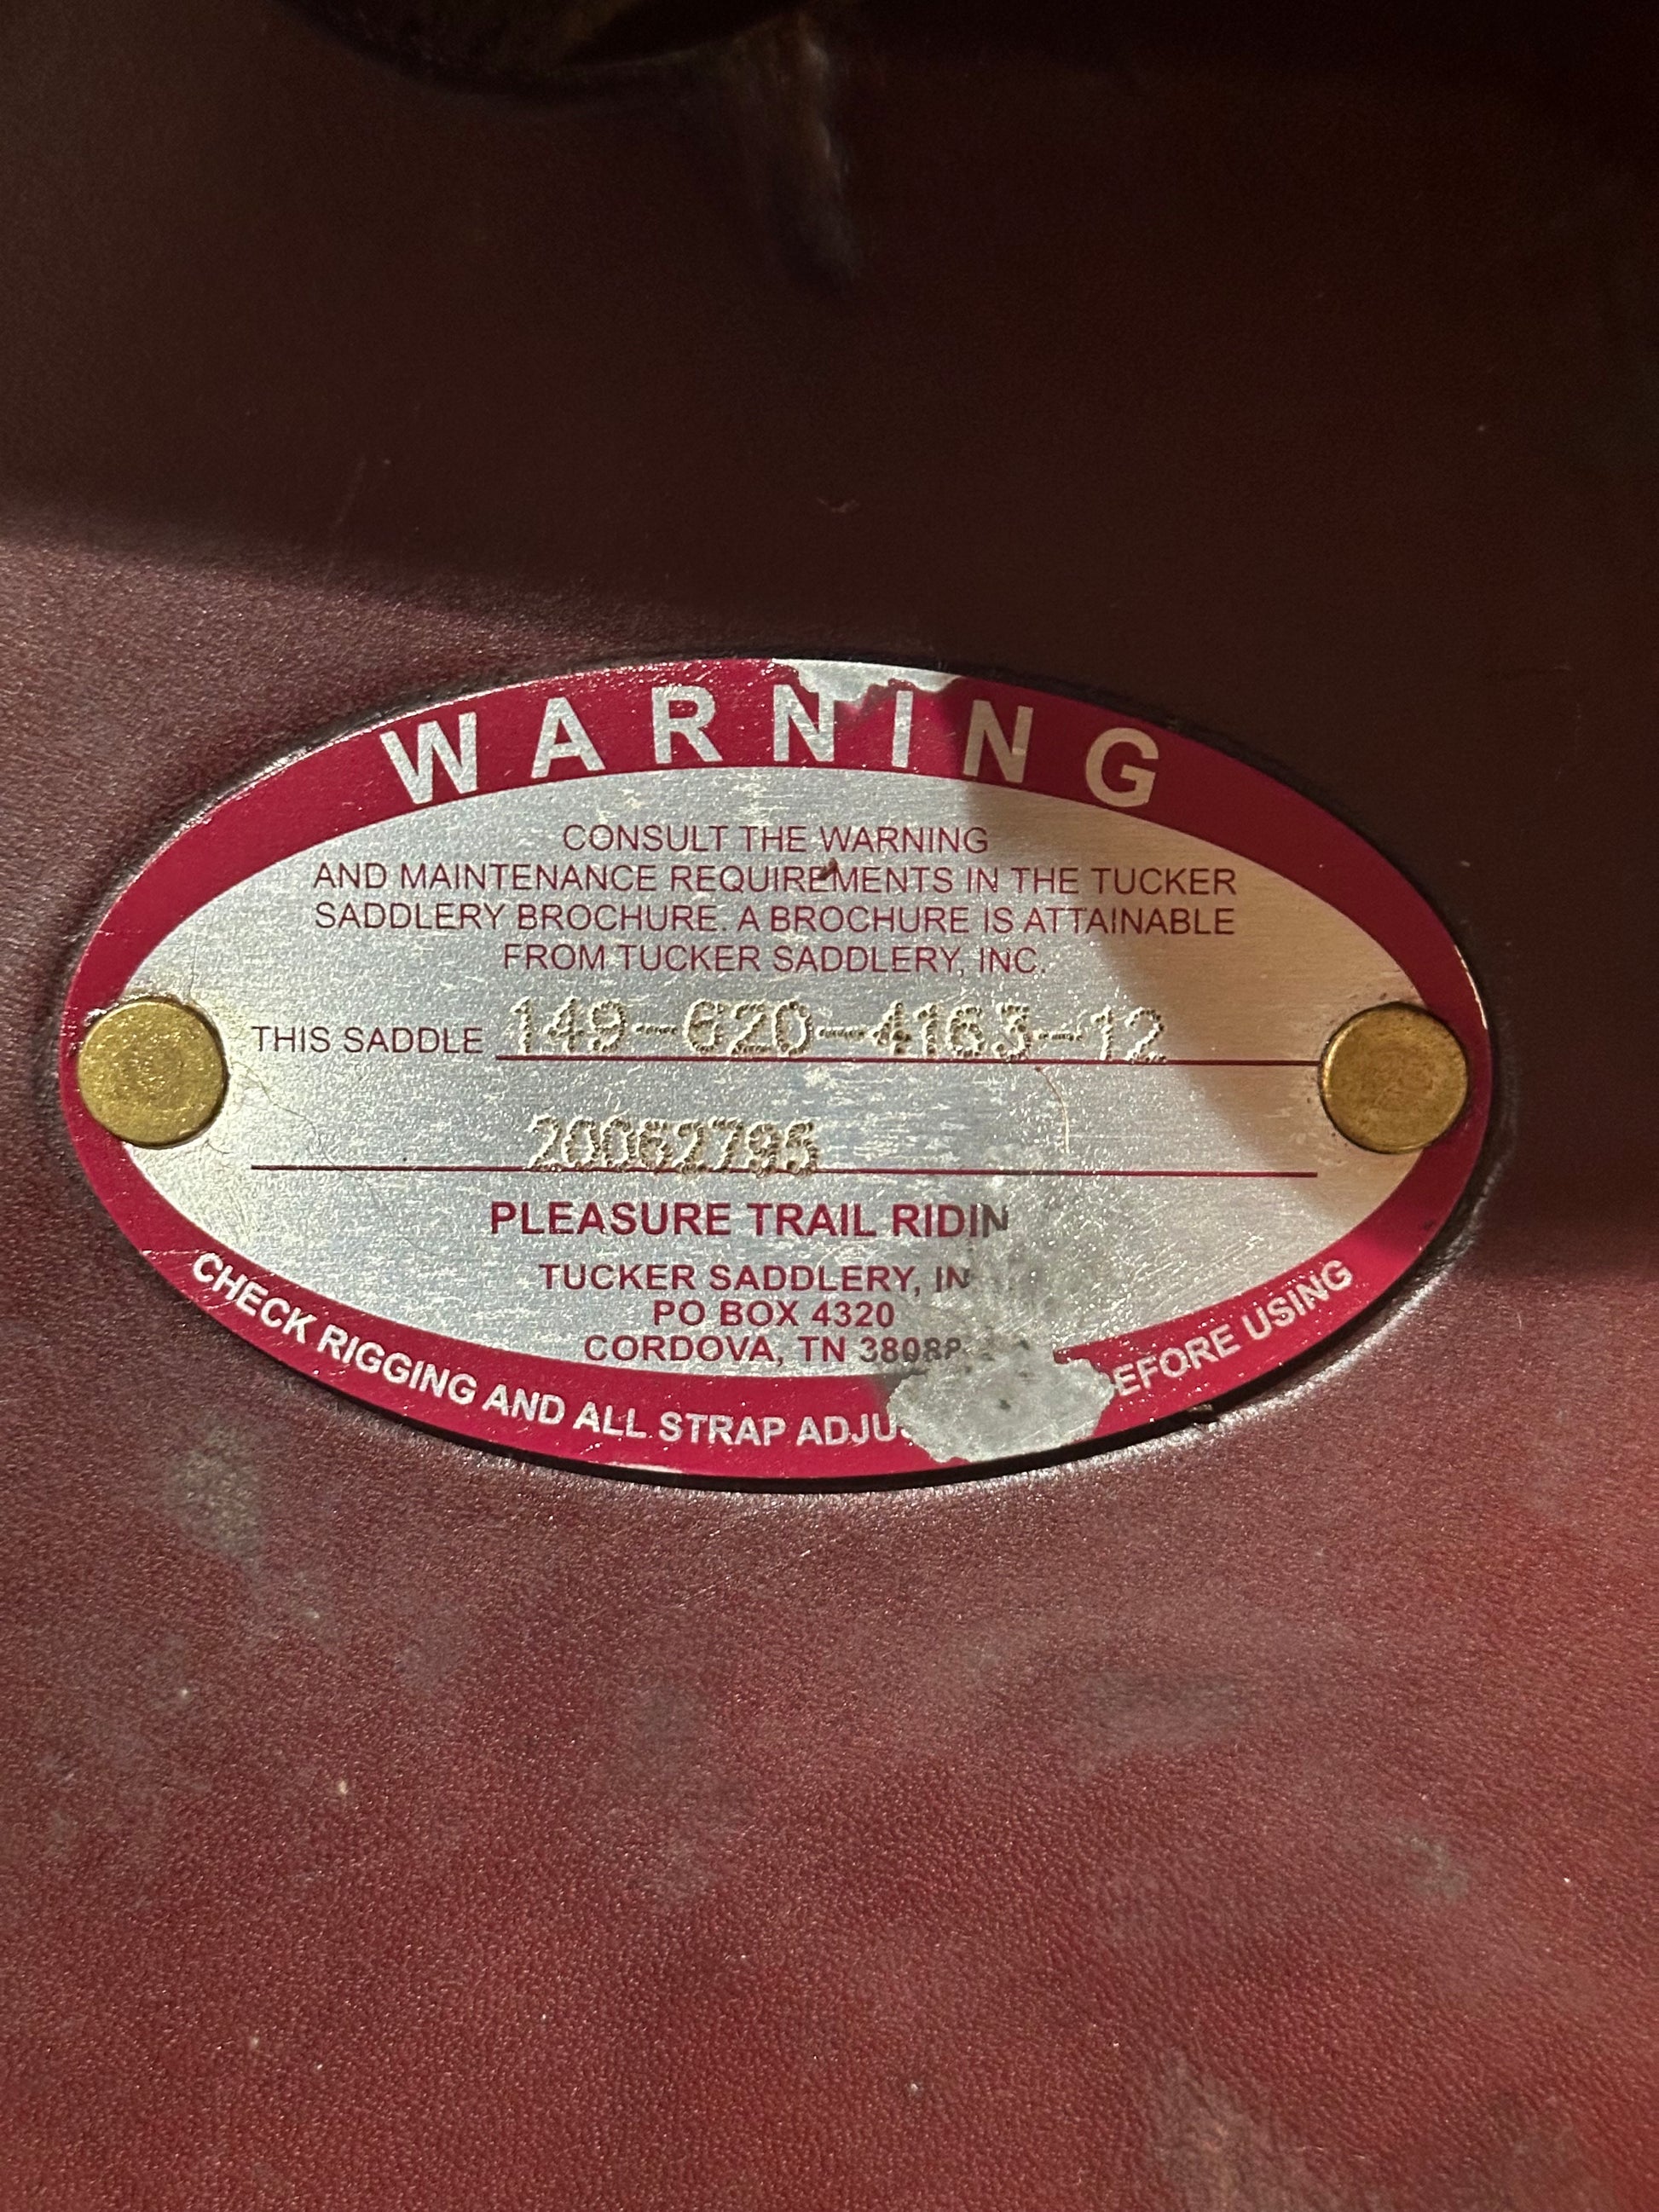 WARNING
CONSULT THE WARNING
AND MAINTENANCE REQUIREMENTS IN THE TUCKER
SADDLERY BROCHURE. A BROCHURE IS ATTAINABLE
FROM TUCKER SADDLERY, INC.
THIS SADDLE 149-620-4163-12
20062795
PLEASURE TRAIL RIDIN
TUCKER SADDLERY, IN
PO BOX 4320
CORDOVA, TN 38088
CHECK RIGGING AND ALL STRAP ADJU EFORE USING